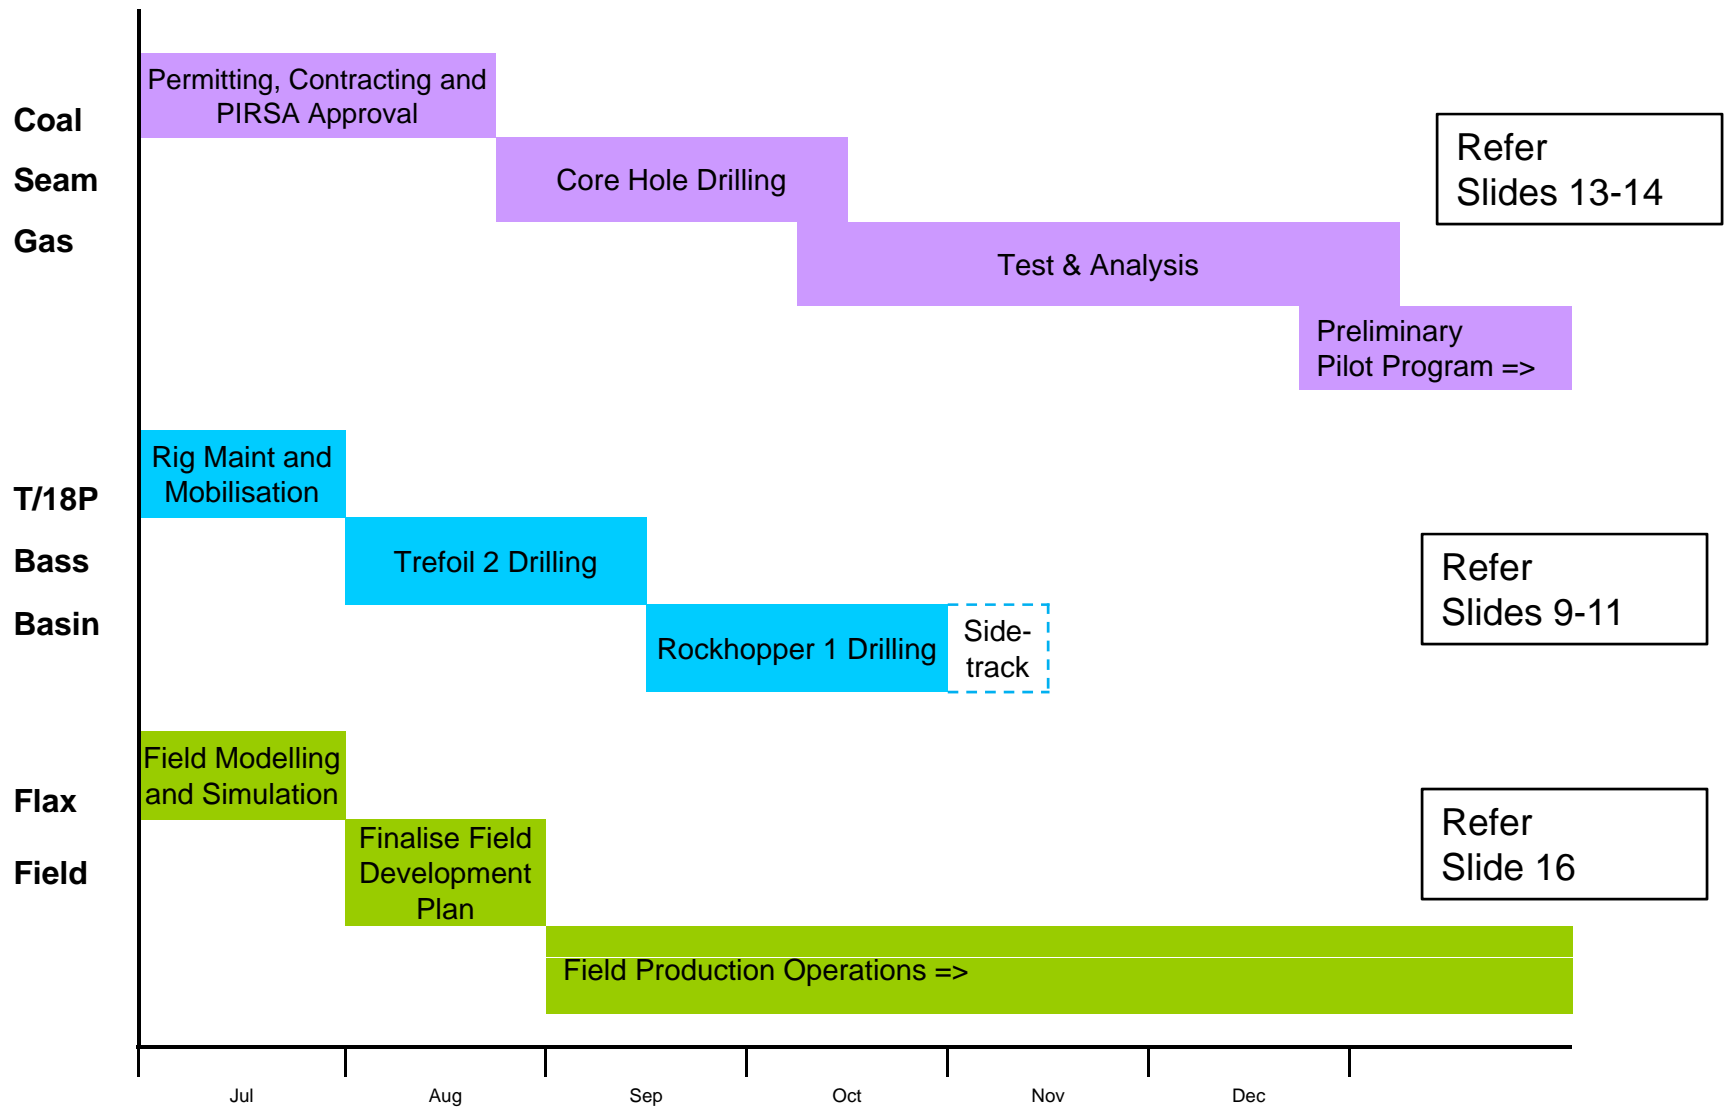 Permitting, Contracting and
PIRSA Approval
Coal
Seam
Gas
Core Hole Drilling
Refer
Slides 13-14
Test & Analysis
Preliminary
Pilot Program =>
Rig Maint and
Mobilisation
T/18P
Bass
Basin
Trefoil 2 Drilling
Rockhopper 1 Drilling
Side-
track
Refer
Slides 9-11
Field Modelling
and Simulation
Flax
Field
Finalise Field
Development
Plan
Refer
Slide 16
Field Production Operations =>
Jul Aug Sep Oct Nov Dec